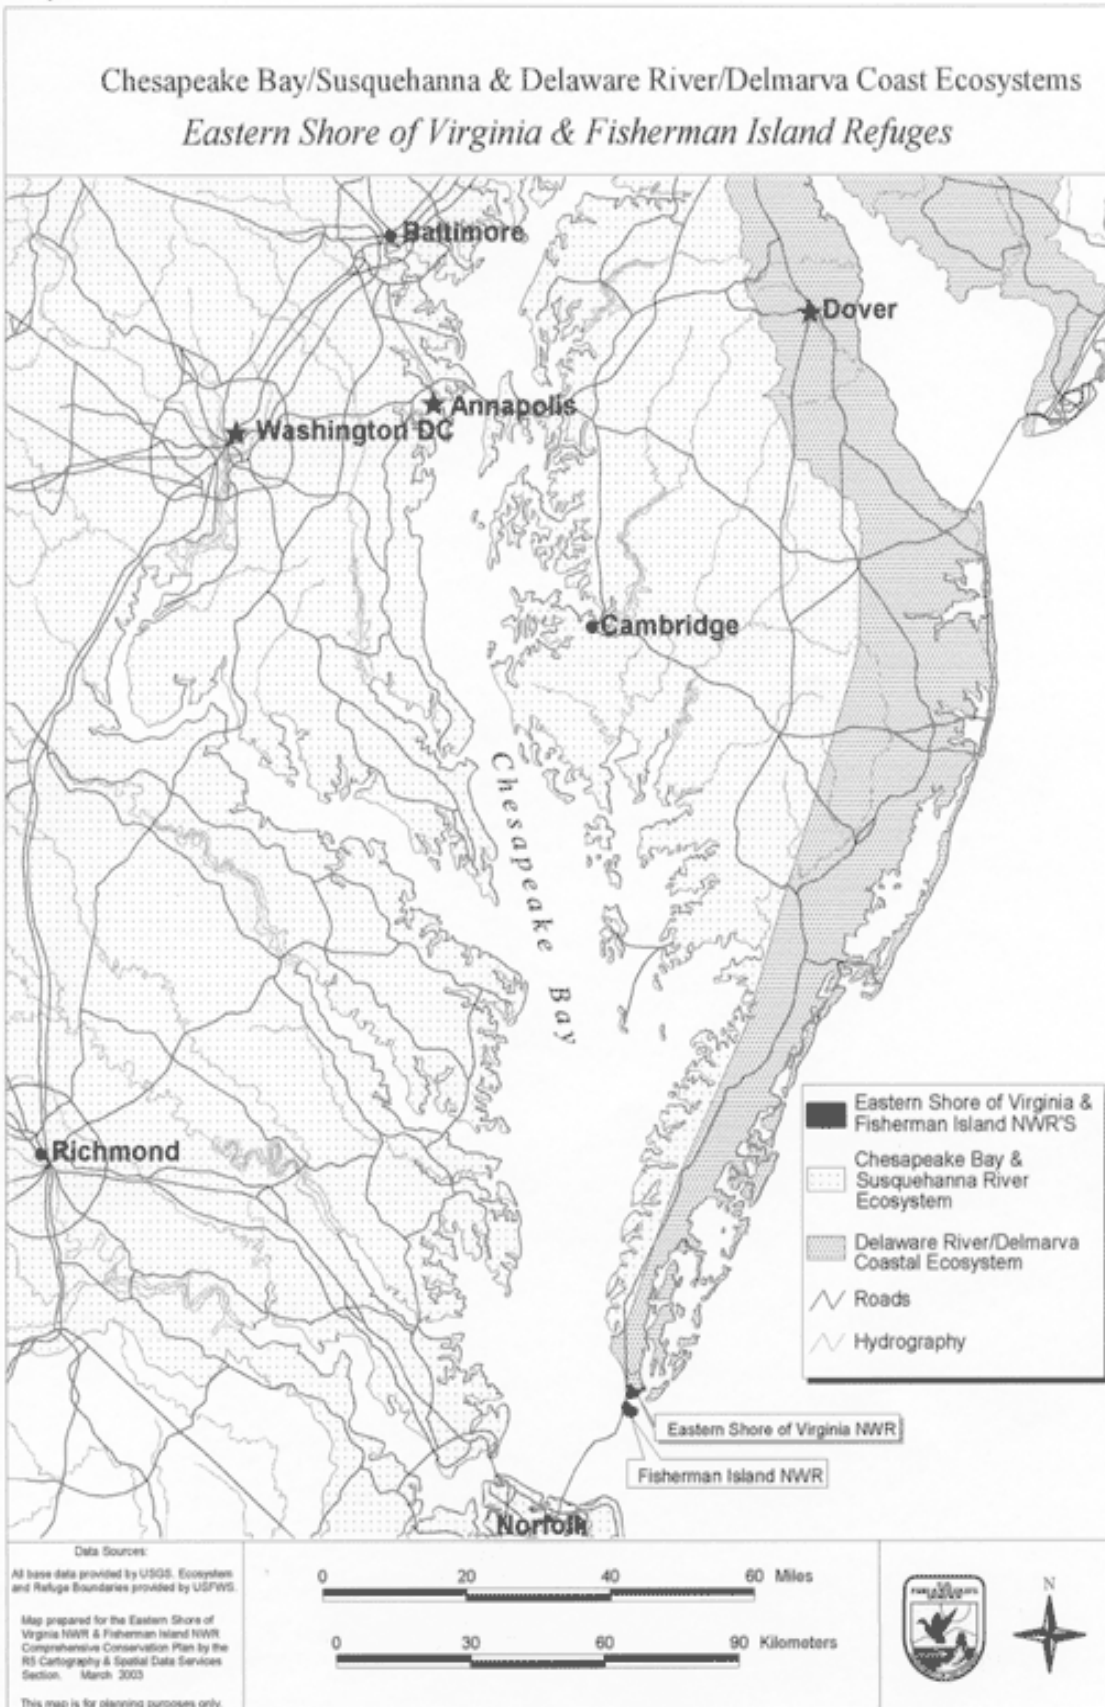 Chesapeake Bay/Susquehanna & Delaware River/Delmarva Coast Ecosystems
Eastern Shore of Virginia & Fisherman Island Refuges
Baltimore
Dover
Annapolis
Washington DC
Cambridge
Chesapeake Bay
Richmond
Eastern Shore of Virginia &
Fisherman Island NWR'S
Chesapeake Bay &
Susquehanna River
Ecosystem
Delaware River/Delmarva
Coastal Ecosystem
Roads
Hydrography
Eastern Shore of Virginia NWR
Fisherman Island NWR
Norfolk
Data Sources:
All base data provided by USGS. Ecosystem
and Refuge Boundaries provided by USFWS.
Map prepared for the Eastern Shore of
Virginia NWR & Fisherman Island NWR
Comprehensive Conservation Plan by the
R5 Cartography & Spatial Data Services
Section. March 2003
This map is for planning purposes only.
0 20 40 60 Miles
0 30 60 90 Kilometers
N